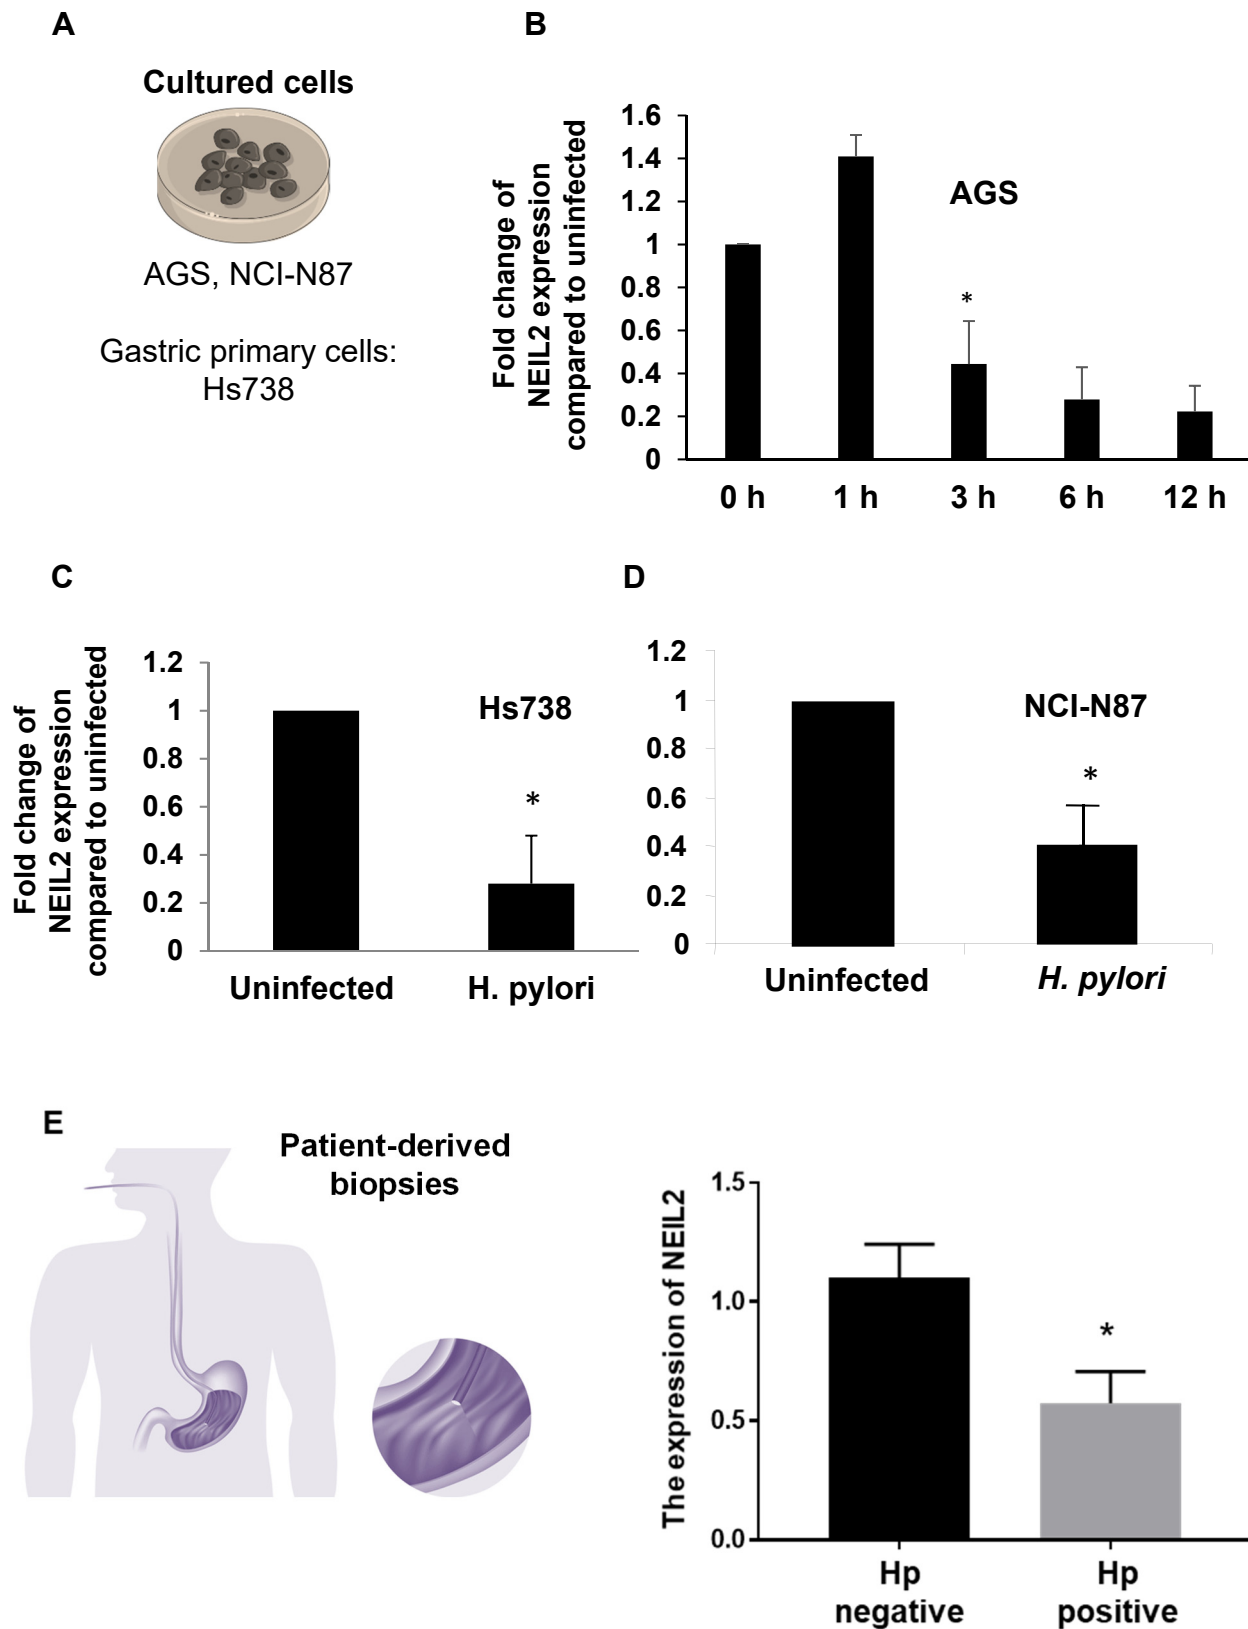 A
Cultured cells
AGS, NCI-N87
Gastric primary cells:
Hs738
B
Fold change of
NEIL2 expression
compared to uninfected
1.6
1.4
1.2
1
0.8
0.6
0.4
0.2
0
AGS
*
0 h 1 h 3 h 6 h 12 h
C
Fold change of
NEIL2 expression
compared to uninfected
1.2
1
0.8
0.6
0.4
0.2
0
Hs738
*
Uninfected H. pylori
D
1.2
1
0.8
0.6
0.4
0.2
0
NCI-N87
*
Uninfected H. pylori
E
Patient-derived
biopsies
The expression of NEIL2
1.5
1.0
0.5
0.0
*
Hp
negative
Hp
positive